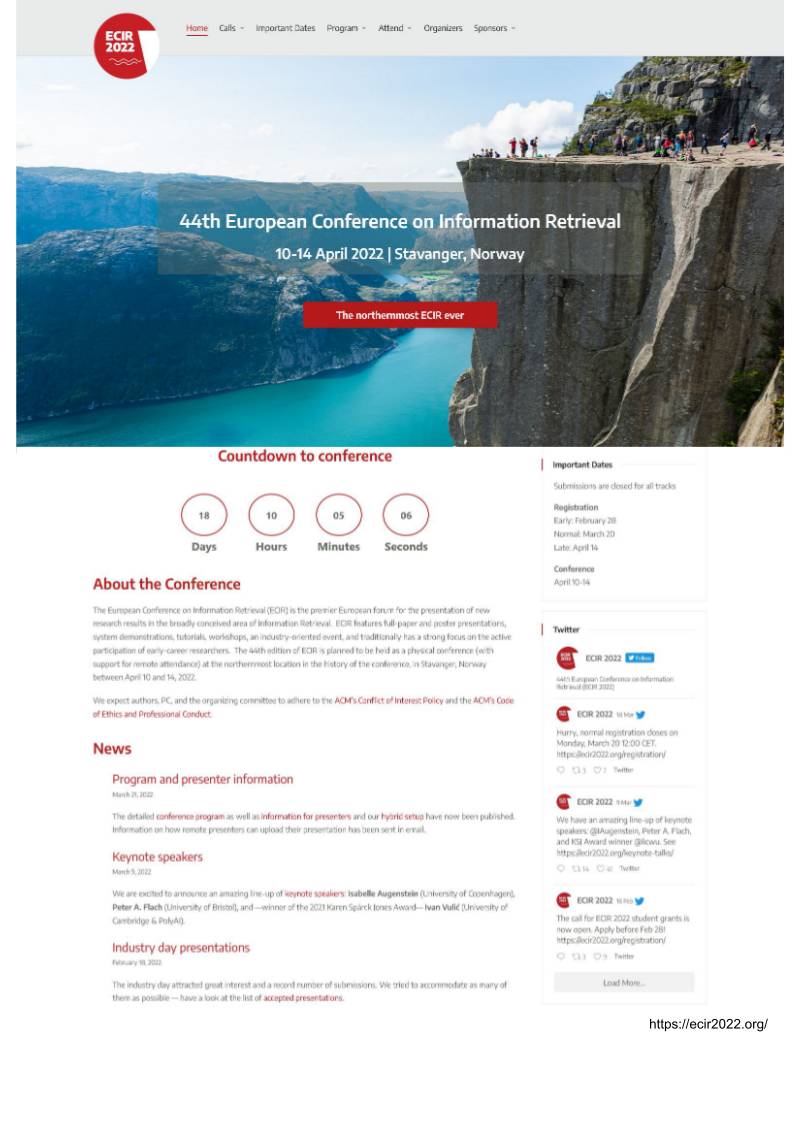 ECIR
2022
Home Calls Important Dates Program Attend Organizers Sponsors
44th European Conference on Information Retrieval
10-14 April 2022 | Stavanger, Norway
The northernmost ECIR ever
Countdown to conference
18 10 05 06
Days Hours Minutes Seconds
About the Conference
The European Conference on Information Retrieval (ECIR) is the premier European forum for the presentation of new
research results in the broadly conceived area of Information Retrieval. ECIR features full-paper and poster presentations,
system demonstrations, tutorials, workshops, an industry-oriented event, and traditionally has a strong focus on the active
participation of early-career researchers. The 44th edition of ECIR is planned to be held as a physical conference (with
support for remote attendance) at the northernmost location in the history of the conference, in Stavanger, Norway
between April 10 and 14, 2022.
We expect authors, PC, and the organizing committee to adhere to the ACM's Conflict of Interest Policy and the ACM's Code
of Ethics and Professional Conduct.
News
Program and presenter information
March 21, 2022
The detailed conference program as well as information for presenters and our hybrid setup have now been published.
Information on how remote presenters can upload their presentation has been sent in email.
Keynote speakers
March 9, 2022
We are excited to announce an amazing line-up of keynote speakers: Isabelle Augenstein (University of Copenhagen),
Peter A. Flach (University of Bristol), and —winner of the 2021 Karen Spärck Jones Award— Ivan Vulić (University of
Cambridge & PolyAI).
Industry day presentations
February 18, 2022
The industry day attracted great interest and a record number of submissions. We tried to accommodate as many of
them as possible — have a look at the list of accepted presentations.
Important Dates
Submissions are closed for all tracks
Registration
Early: February 28
Normal: March 20
Late: April 14
Conference
April 10-14
Twitter
ECIR 2022 Follow
44th European Conference on Information
Retrieval (ECIR 2022)
ECIR 2022 18 Mar
Hurry, normal registration closes on
Monday, March 20 12:00 CET.
https://ecir2022.org/registration/
3 7 Twitter
ECIR 2022 9 Mar
We have an amazing line-up of keynote
speakers: @IAugenstein, Peter A. Flach,
and KSJ Award winner @licwu. See
https://ecir2022.org/keynote-talks/
14 Twitter
ECIR 2022 16 Feb
The call for ECIR 2022 student grants is
now open. Apply before Feb 28!
https://ecir2022.org/registration/
3 9 Twitter
Load More...
https://ecir2022.org/